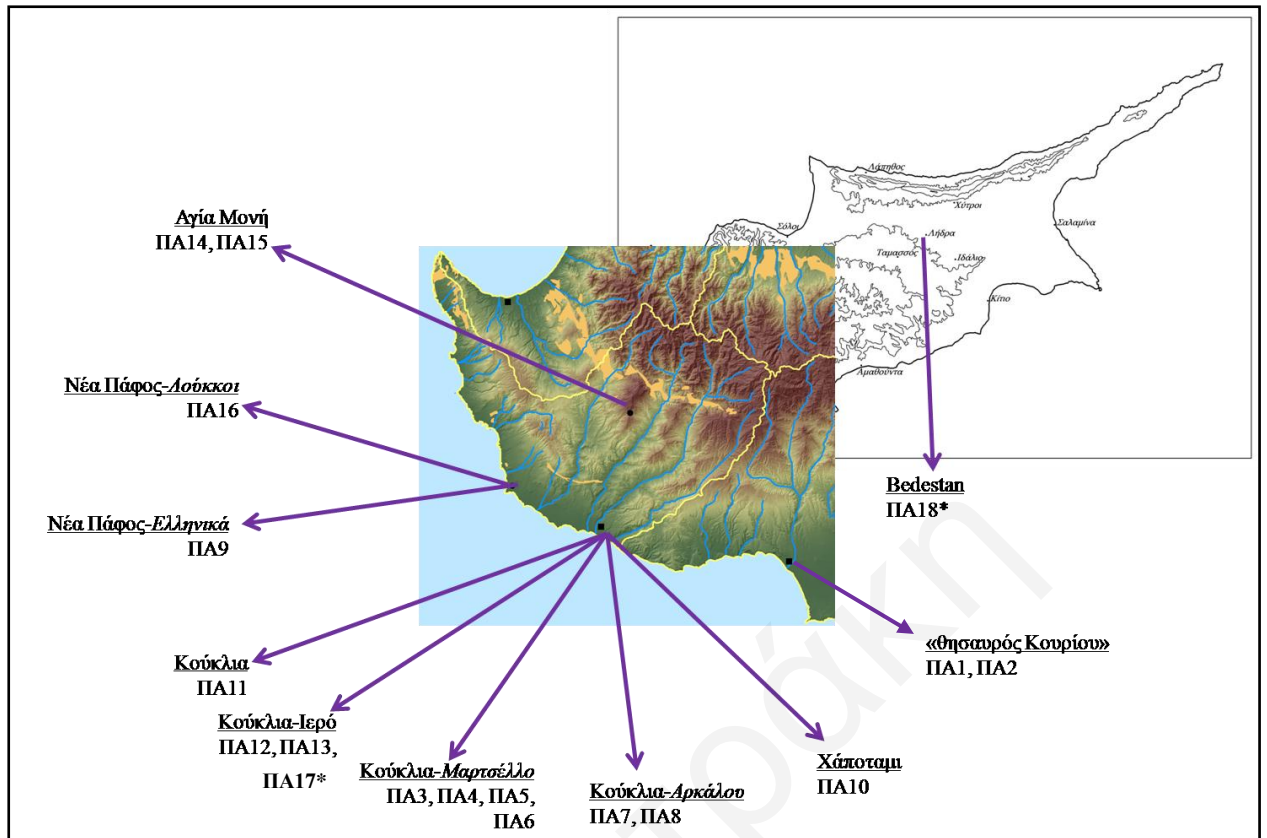 Λάπηθος
Χύτροι
Σαλαμίνα
Σόλοι
Λήδρα
Ταμασσός
Ιδάλιο
Κίτιο
Αμαθούντα
Αγία Μονή
ΠΑ14, ΠΑ15
Νέα Πάφος-Λούκκοι
ΠΑ16
Νέα Πάφος-Ελληνικά
ΠΑ9
Bedestan
ΠΑ18*
«θησαυρός Κουρίου»
ΠΑ1, ΠΑ2
Κούκλια
ΠΑ11
Κούκλια-Ιερό
ΠΑ12, ΠΑ13,
ΠΑ17*
Κούκλια-Μαρτσέλλο
ΠΑ3, ΠΑ4, ΠΑ5,
ΠΑ6
Κούκλια-Αρκάλου
ΠΑ7, ΠΑ8
Χάποταμι
ΠΑ10